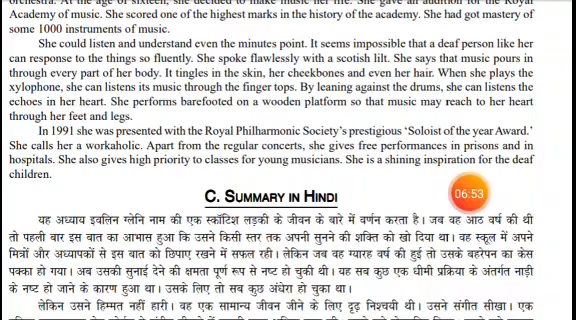 orchestra. At the age of sixteen, she decided to make music her life. She gave an audition for the Royal
Academy of music. She scored one of the highest marks in the history of the academy. She had got mastery of
some 1000 instruments of music.
She could listen and understand even the minutes point. It seems impossible that a deaf person like her
can response to the things so fluently. She spoke flawlessly with a scotish lilt. She says that music pours in
through every part of her body. It tingles in the skin, her cheekbones and even her hair. When she plays the
xylophone, she can listens its music through the finger tops. By leaning against the drums, she can listens the
echoes in her heart. She performs barefooted on a wooden platform so that music may reach to her heart
through her feet and legs.
In 1991 she was presented with the Royal Philharmonic Society's prestigious 'Soloist of the year Award.'
She calls her a workaholic. Apart from the regular concerts, she gives free performances in prisons and in
hospitals. She also gives high priority to classes for young musicians. She is a shining inspiration for the deaf
children.
C. SUMMARY IN HINDI
06:53
यह अध्याय इवलिन ग्लेनि नाम की एक स्कॉटिश लड़की के जीवन के बारे में वर्णन करता है। जब वह आठ वर्ष की थी
तो पहली बार इस बात का आभास हुआ कि उसने किसी स्तर तक अपनी सुनने की शक्ति को खो दिया था। वह स्कूल में अपने
मित्रों और अध्यापकों से इस बात को छिपाए रखने में सफल रही। लेकिन जब वह ग्यारह वर्ष की हुई तो उसके बहरेपन का केस
पक्का हो गया। अब उसकी सुनाई देने की क्षमता पूर्ण रूप से नष्ट हो चुकी थी। यह सब कुछ एक धीमी प्रक्रिया के अंतर्गत नाड़ी
के नष्ट हो जाने के कारण हुआ था। उसके लिए तो सब कुछ अंधेरा हो चुका था।
लेकिन उसने हिम्मत नहीं हारी। वह एक सामान्य जीवन जीने के लिए दृढ़ निश्चयी थी। उसने संगीत सीखा। एक